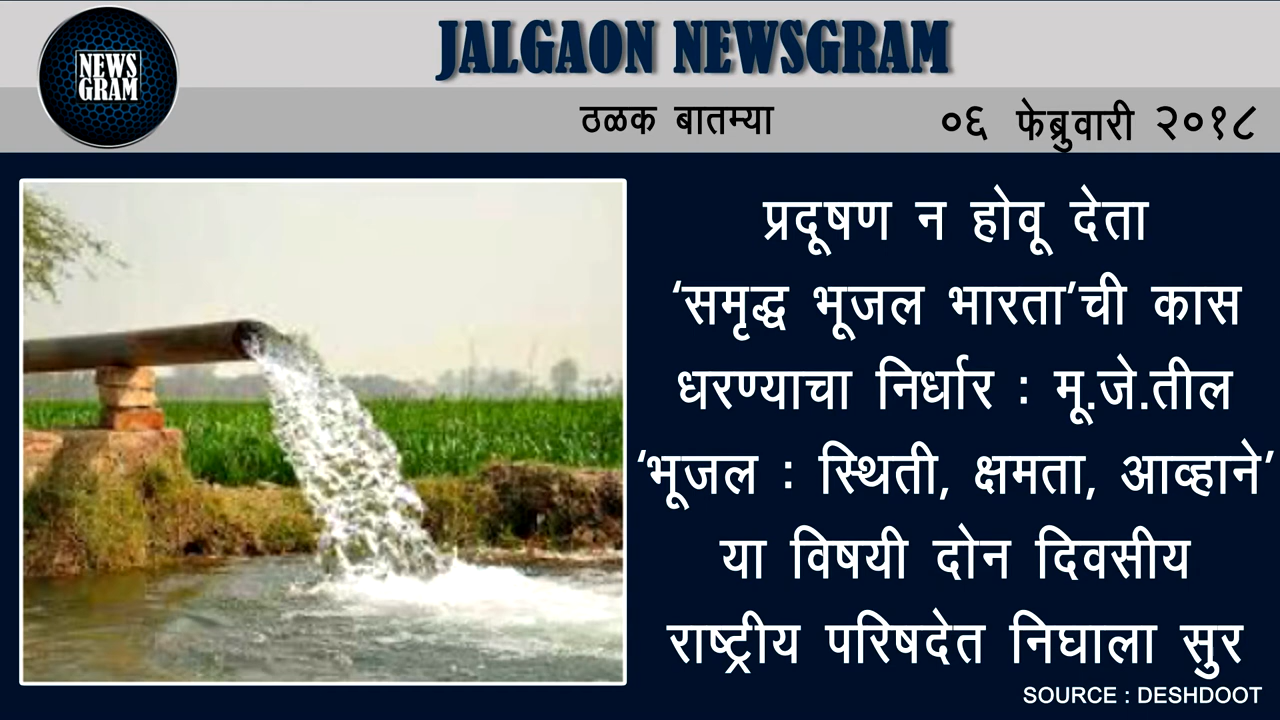 NEWS
GRAM
JALGAON NEWSGRAM
ठळक बातम्या
०६ फेब्रुवारी २०१८
प्रदूषण न होवू देता
‘समृद्ध भूजल भारता’ची कास
धरण्याचा निर्धार : मू.जे.तील
‘भूजल : स्थिती, क्षमता, आव्हाने’
या विषयी दोन दिवसीय
राष्ट्रीय परिषदेत निघाला सुर
SOURCE : DESHDOOT